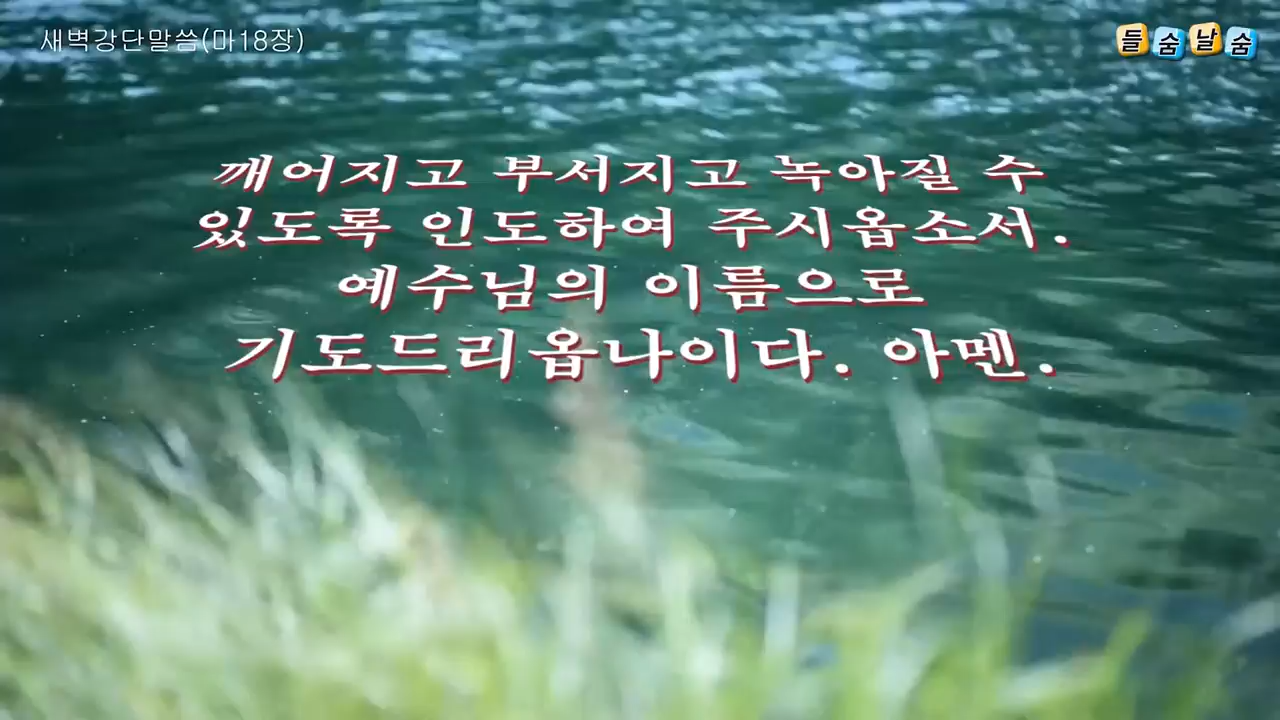 새벽강단말씀(마18장)
들숨날숨
깨어지고 부서지고 녹아질 수
있도록 인도하여 주시옵소서.
예수님의 이름으로
기도드리옵나이다. 아멘.